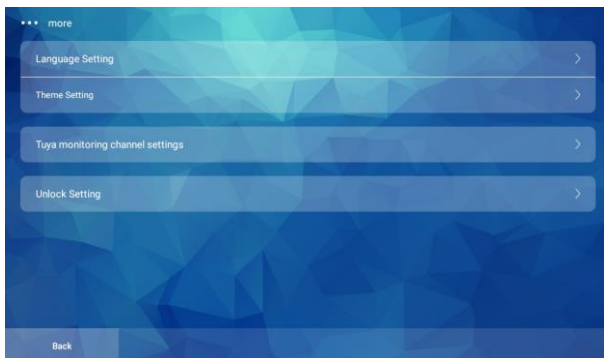 more
Language Setting
Theme Setting
Tuya monitoring channel settings
Unlock Setting
Back